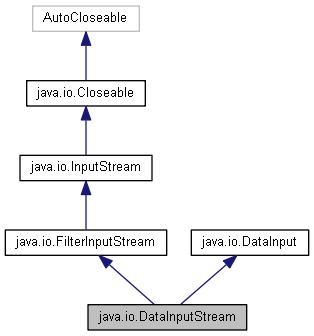 AutoCloseable
java.io.Closeable
java.io.InputStream
java.io.FilterInputStream
java.io.DataInput
java.io.DataInputStream